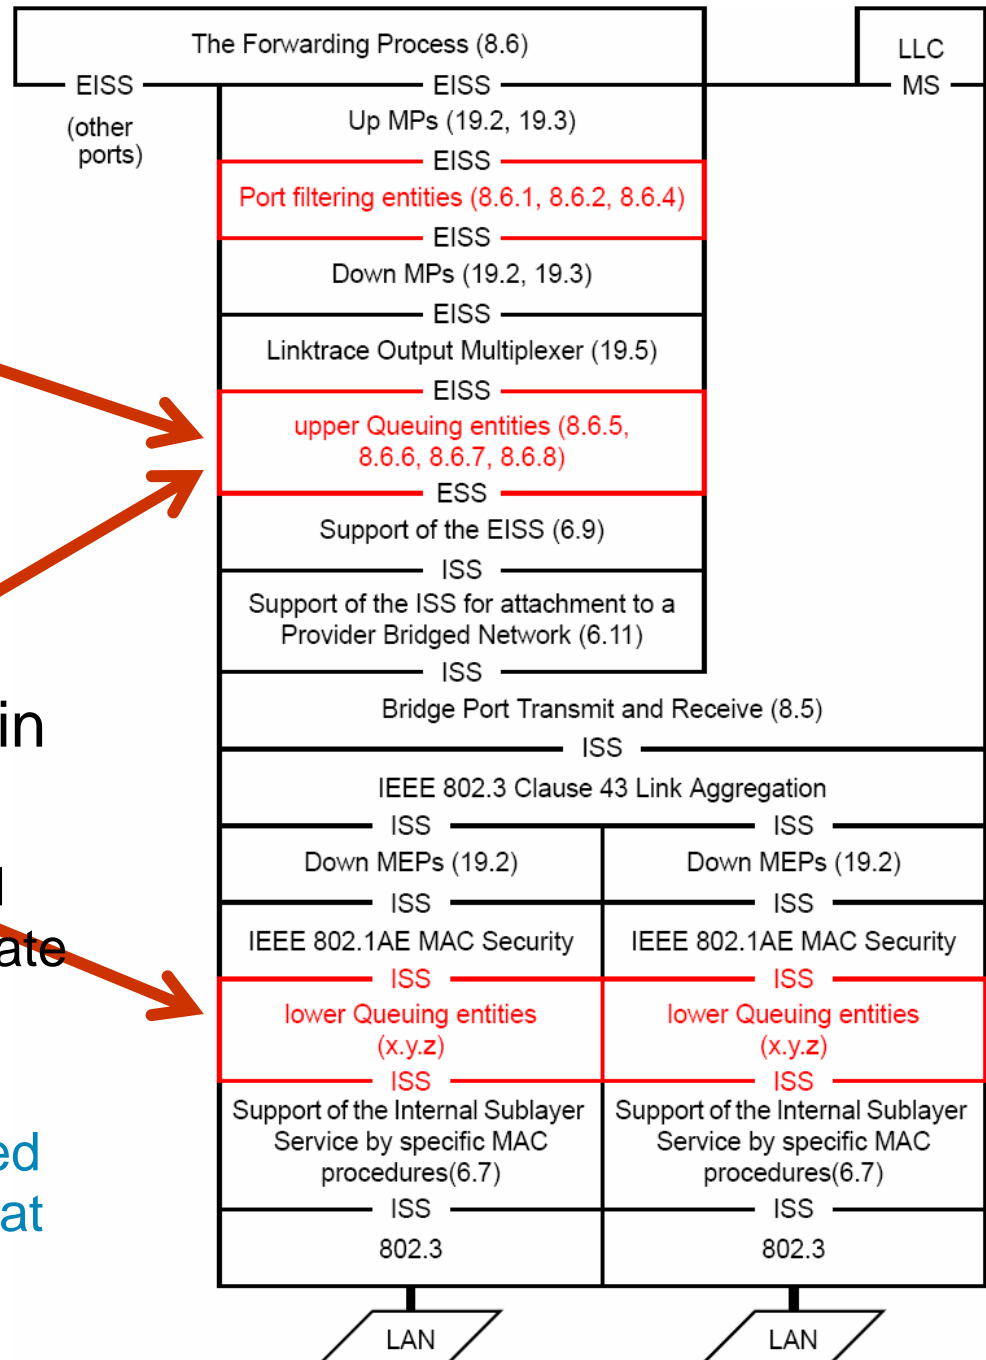 The Forwarding Process (8.6)
LLC
EISS
EISS
MS
(other
ports)
Up MPs (19.2, 19.3)
EISS
Port filtering entities (8.6.1, 8.6.2, 8.6.4)
EISS
Down MPs (19.2, 19.3)
EISS
Linktrace Output Multiplexer (19.5)
EISS
upper Queuing entities (8.6.5,
8.6.6, 8.6.7, 8.6.8)
ESS
Support of the EISS (6.9)
ISS
Support of the ISS for attachment to a
Provider Bridged Network (6.11)
ISS
in
Bridge Port Transmit and Receive (8.5)
ISS
IEEE 802.3 Clause 43 Link Aggregation
ISS
ISS
Down MEPs (19.2)
Down MEPs (19.2)
ISS
ISS
ate
IEEE 802.1AE MAC Security
IEEE 802.1AE MAC Security
ISS
ISS
lower Queuing entities
(x.y.z)
lower Queuing entities
(x.y.z)
ISS
ISS
Support of the Internal Sublayer
Service by specific MAC
procedures(6.7)
Support of the Internal Sublayer
Service by specific MAC
procedures(6.7)
ed
at
ISS
ISS
802.3
802.3
LAN
LAN